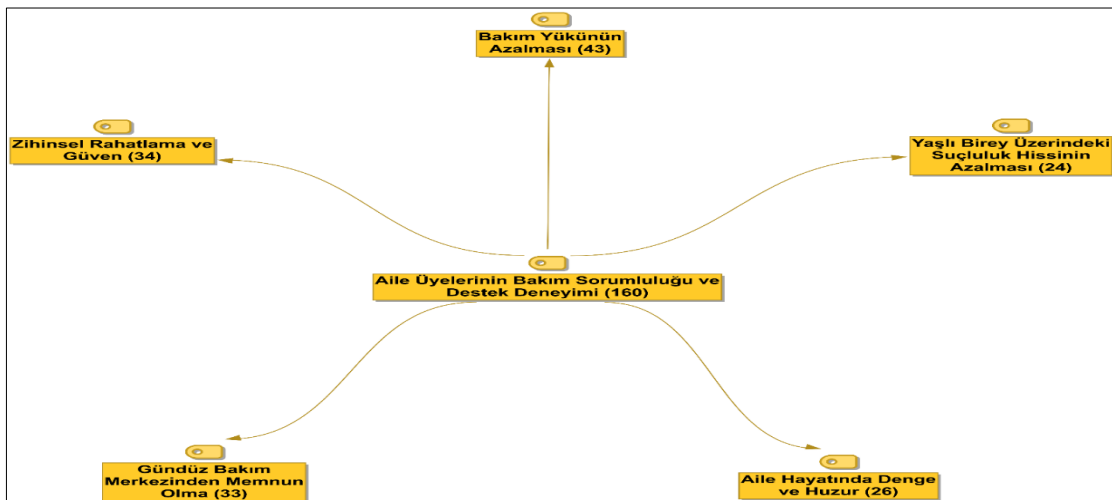 Bakım Yükünün
Azalması (43)
Zihinsel Rahatlama ve
Güven (34)
Yaşlı Birey Üzerindeki
Suçluluk Hissinin
Azalması (24)
Aile Üyelerinin Bakım Sorumluluğu ve
Destek Deneyimi (160)
Gündüz Bakım
Merkezinden Memnun
Olma (33)
Aile Hayatında Denge
ve Huzur (26)